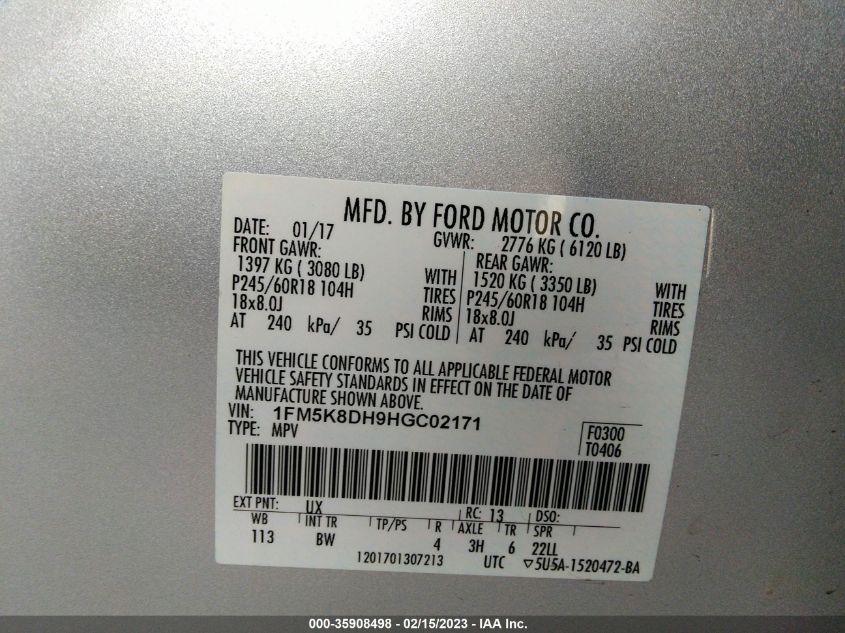 MFD. BY FORD MOTOR CO.
DATE: 01/17 GVWR: 2776 KG ( 6120 LB)
FRONT GAWR: REAR GAWR:
1397 KG ( 3080 LB) WITH 1520 KG ( 3350 LB) WITH
P245/60R18 104H TIRES P245/60R18 104H TIRES
18x8.0J RIMS 18x8.0J RIMS
AT 240 kPa/ 35 PSI COLD AT 240 kPa/ 35 PSI COLD
THIS VEHICLE CONFORMS TO ALL APPLICABLE FEDERAL MOTOR
VEHICLE SAFETY STANDARDS IN EFFECT ON THE DATE OF
MANUFACTURE SHOWN ABOVE.
VIN: 1FM5K8DH9HGC02171
TYPE: MPV
F0300
T0406
EXT PNT: UX RC: 13 DSO:
WB INT TR TP/PS R AXLE TR SPR
113 BW 4 3H 6 22LL
1201701307213 UTC ▽5U5A-1520472-BA
000-35908498 - 02/15/2023 - IAA Inc.